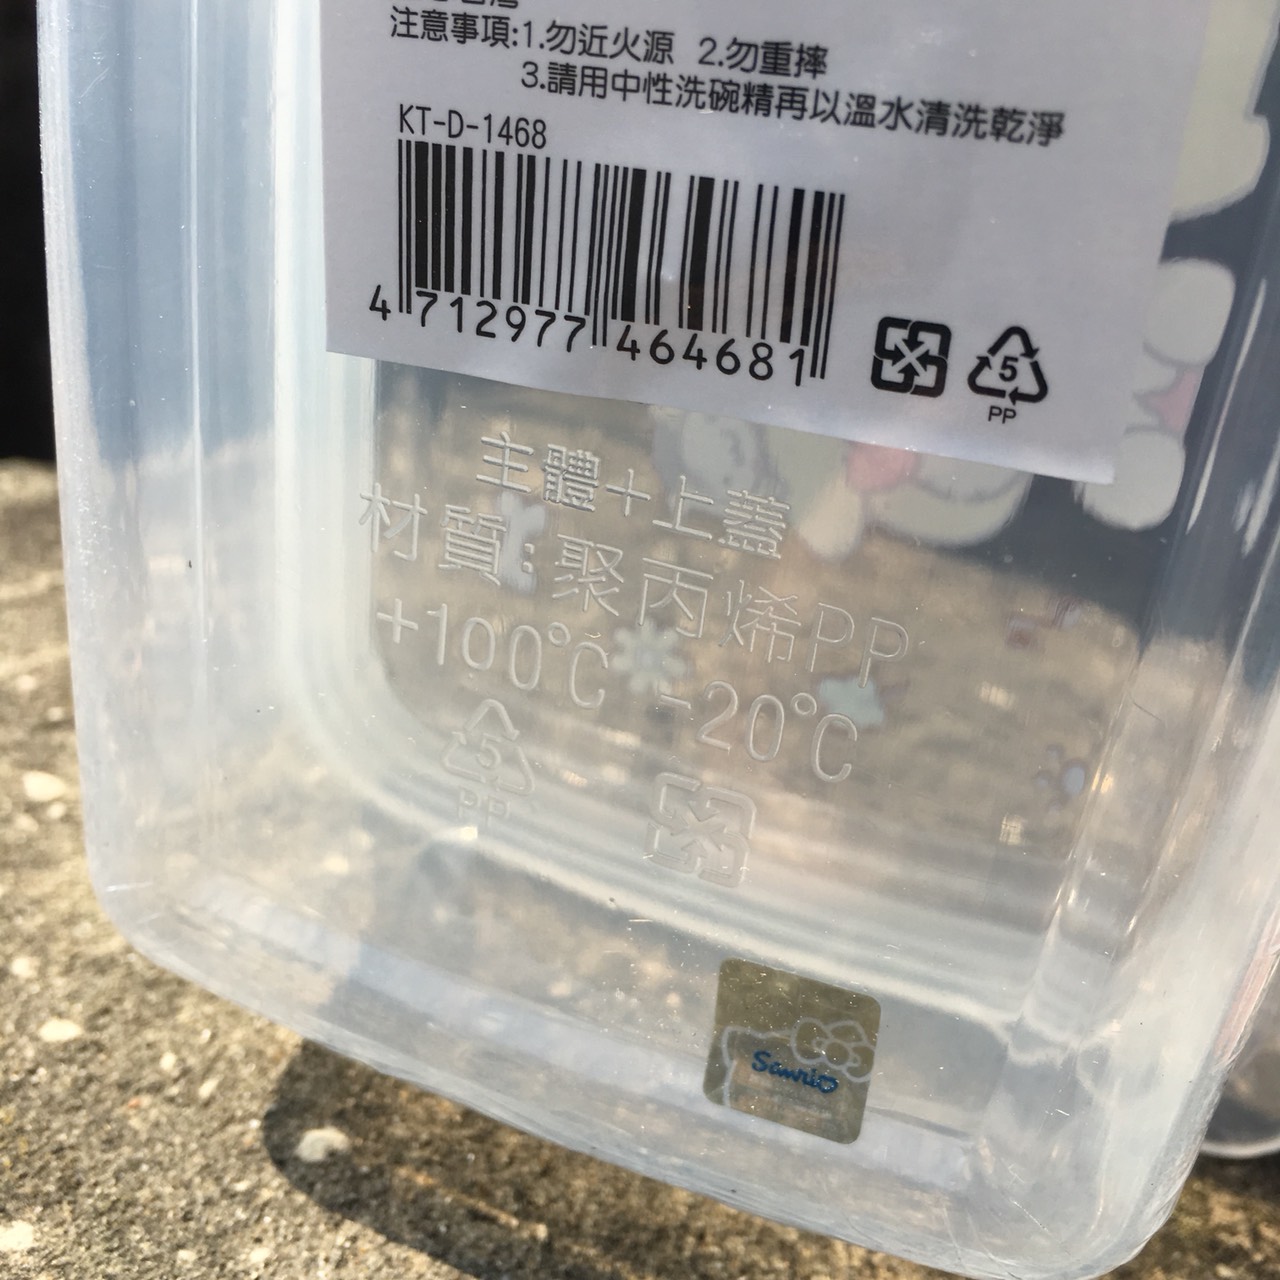 注意事項:1.勿近火源 2.勿重摔
3.請用中性洗碗精再以溫水清洗乾淨
KT-D-1468
4 712977 464681
5
PP
主體+上蓋
材質:聚丙烯PP
+100℃ -20℃
5
PP
Sanrio